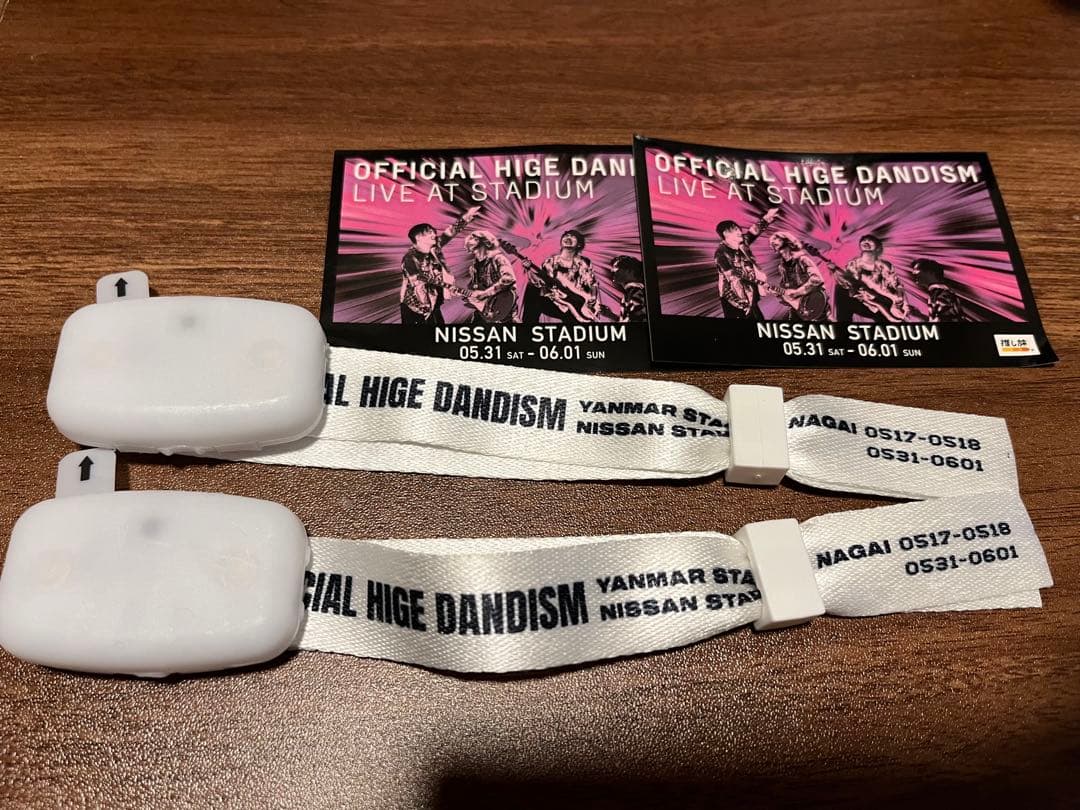 OFFICIAL HIGE DANDI
LIVE AT STADIUM
NISSAN STADIUM
05.31 SAT - 06.01 SUN
OFFICIAL HIGE DANDISM
LIVE AT STADIUM
NISSAN STADIUM
05.31 SAT - 06.01 SUN
推し活
AL HIGE DANDISM
YANMAR STA
NISSAN STA
NAGAI 0517-0518
0531-0601
CIAL HIGE DANDISM
YANMAR STA
NISSAN STA
NAGAI 0517-0518
0531-0601